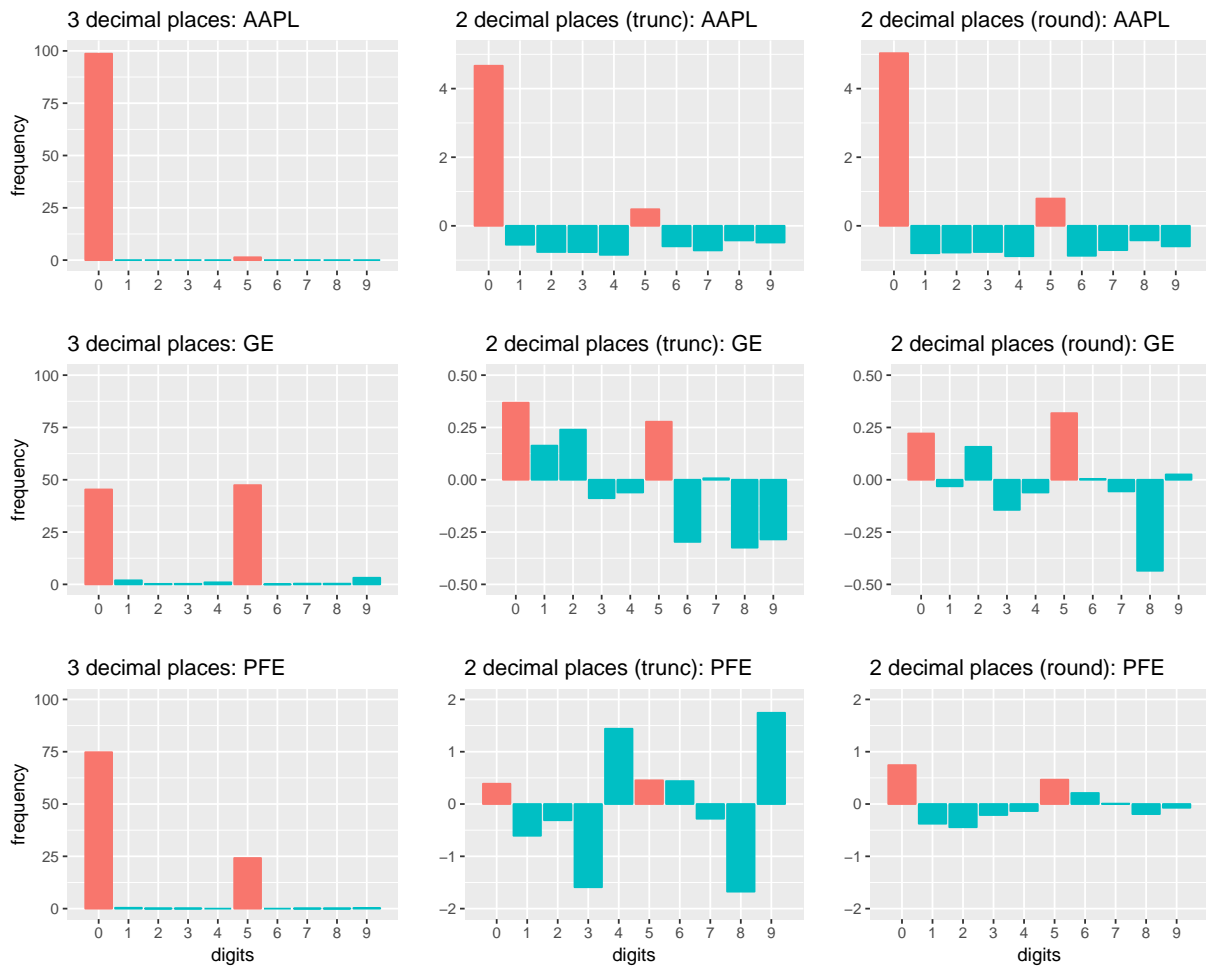 3 decimal places: AAPL
2 decimal places (trunc): AAPL
2 decimal places (round): AAPL
frequency
100
75
50
25
0
0 1 2 3 4 5 6 7 8 9
4
2
0
0 1 2 3 4 5 6 7 8 9
4
2
0
0 1 2 3 4 5 6 7 8 9
3 decimal places: GE
2 decimal places (trunc): GE
2 decimal places (round): GE
frequency
100
75
50
25
0
0 1 2 3 4 5 6 7 8 9
0.50
0.25
0.00
−0.25
−0.50
0 1 2 3 4 5 6 7 8 9
0.50
0.25
0.00
−0.25
−0.50
0 1 2 3 4 5 6 7 8 9
3 decimal places: PFE
2 decimal places (trunc): PFE
2 decimal places (round): PFE
frequency
100
75
50
25
0
0 1 2 3 4 5 6 7 8 9
digits
2
1
0
−1
−2
0 1 2 3 4 5 6 7 8 9
digits
2
1
0
−1
−2
0 1 2 3 4 5 6 7 8 9
digits